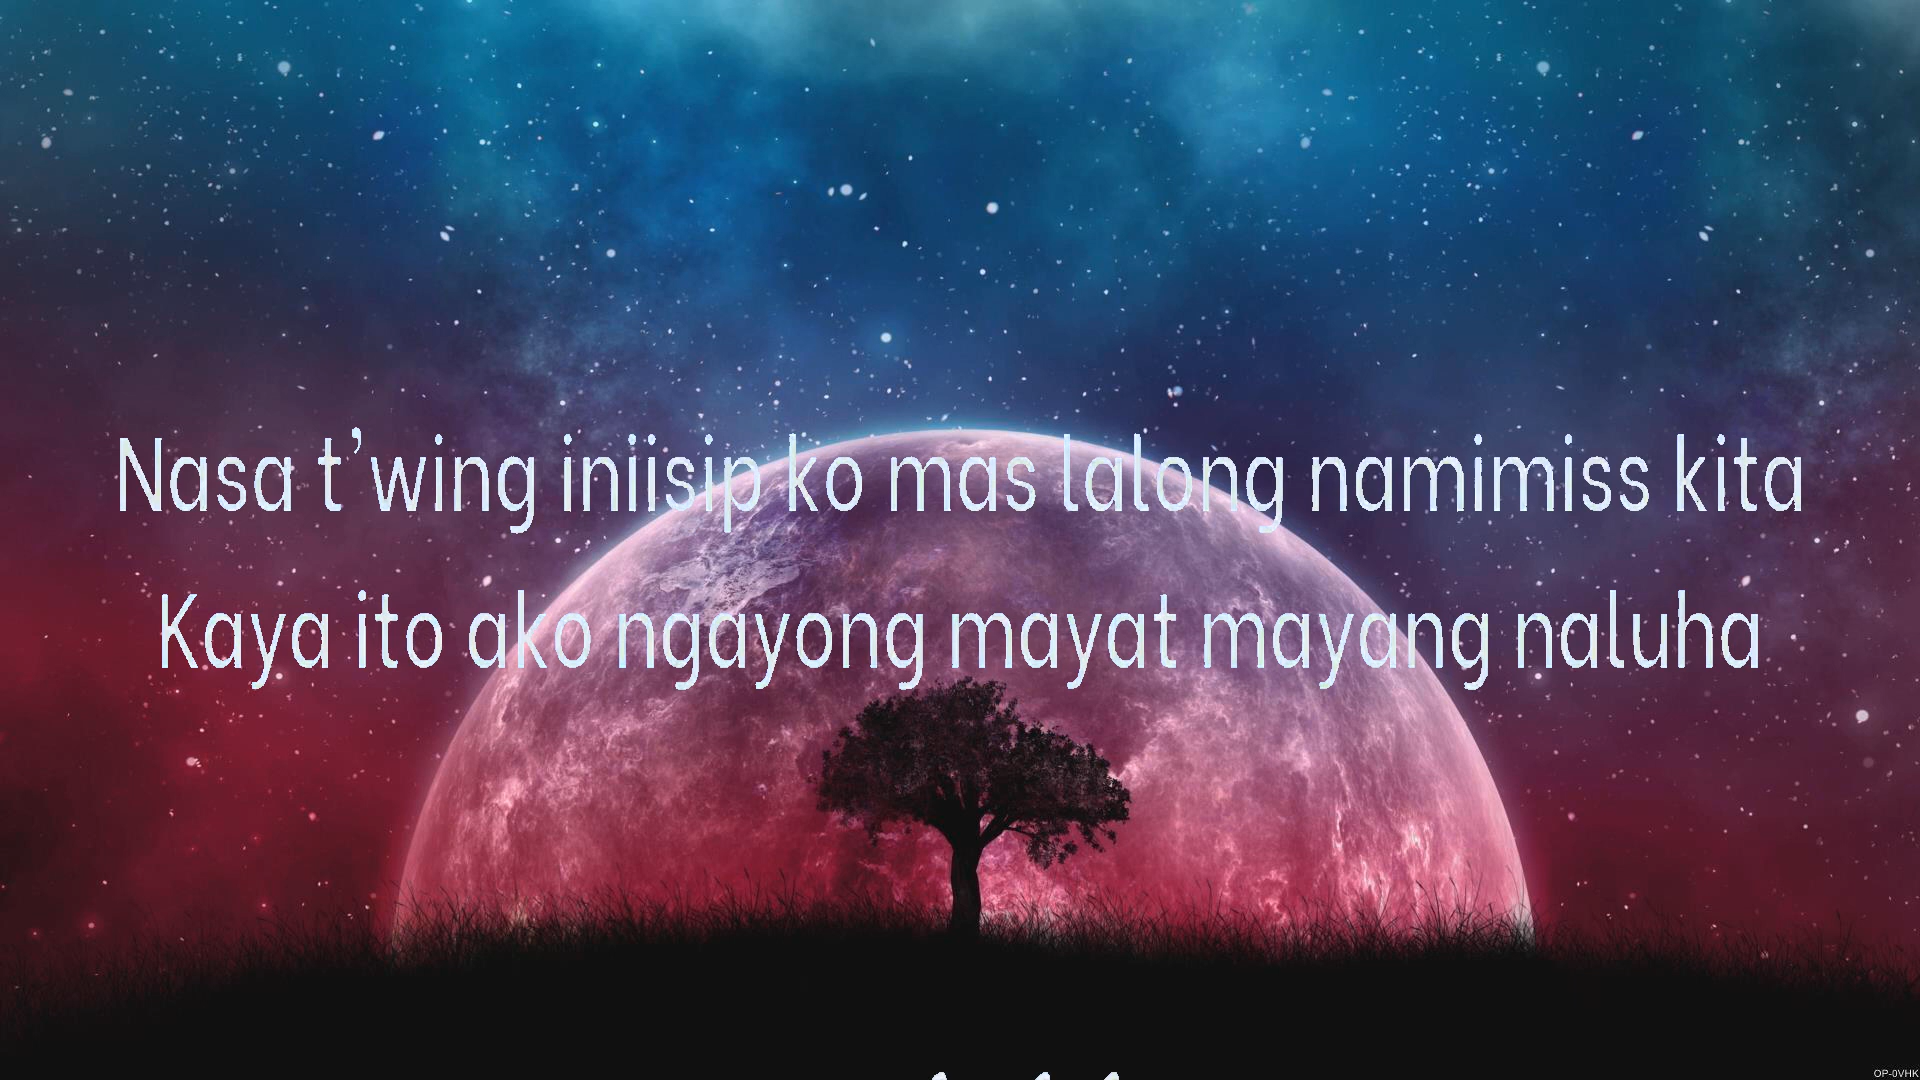 Nasa t’wing iniisip ko mas lalong namimiss kita
Kaya ito ako ngayong mayat mayang naluha
OP-0VHK